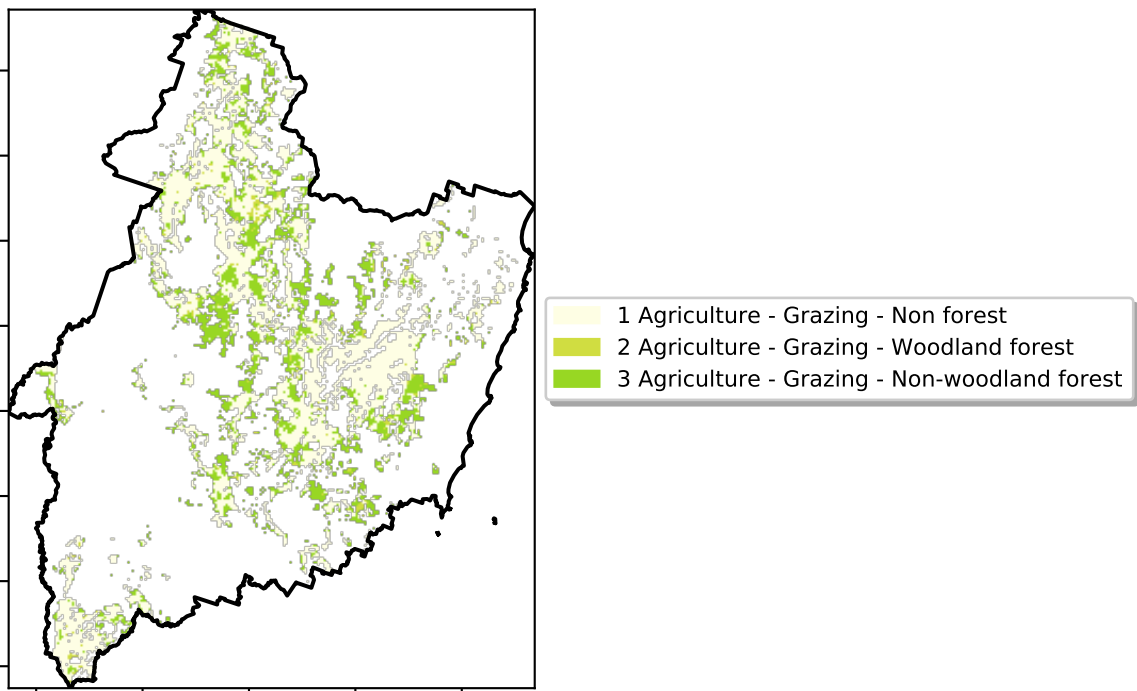 1 Agriculture - Grazing - Non forest
2 Agriculture - Grazing - Woodland forest
3 Agriculture - Grazing - Non-woodland forest